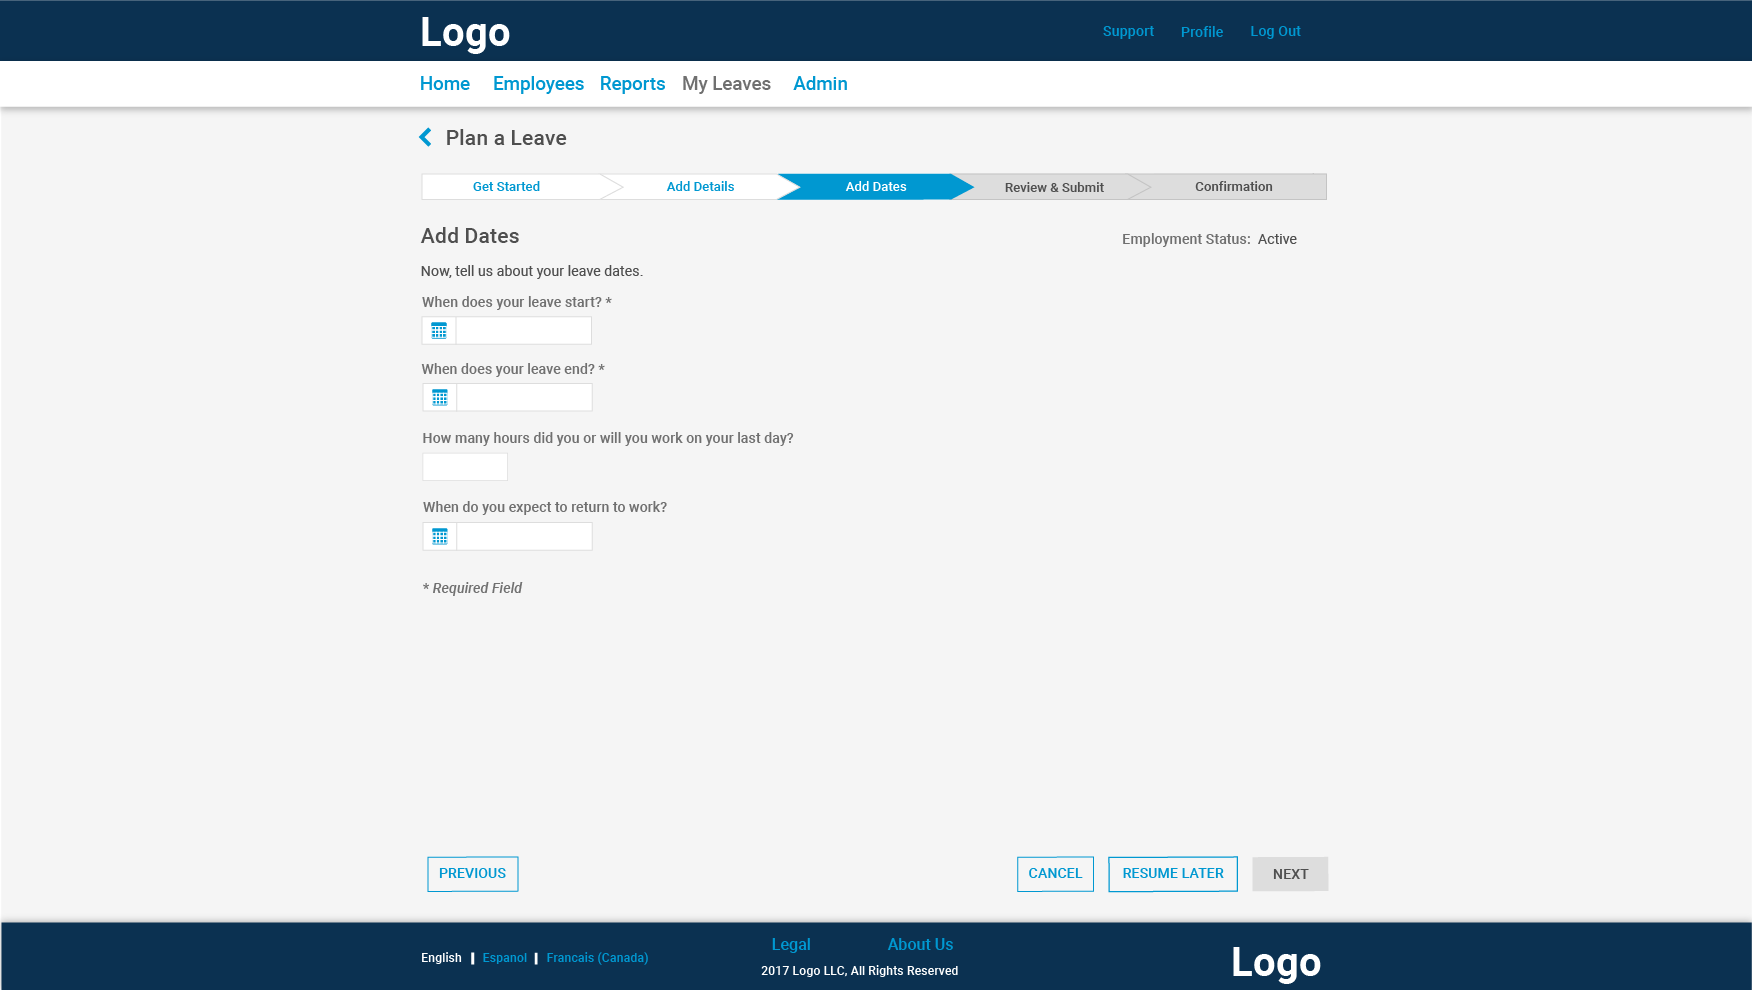 Logo
Support Profile Log Out
Home Employees Reports My Leaves Admin
Plan a Leave
Get Started Add Details Add Dates Review & Submit Confirmation
Add Dates
Employment Status: Active
Now, tell us about your leave dates.
When does your leave start? *
When does your leave end? *
How many hours did you or will you work on your last day?
When do you expect to return to work?
* Required Field
PREVIOUS CANCEL RESUME LATER NEXT
Legal About Us
English | Espanol | Francais (Canada)
2017 Logo LLC, All Rights Reserved
Logo